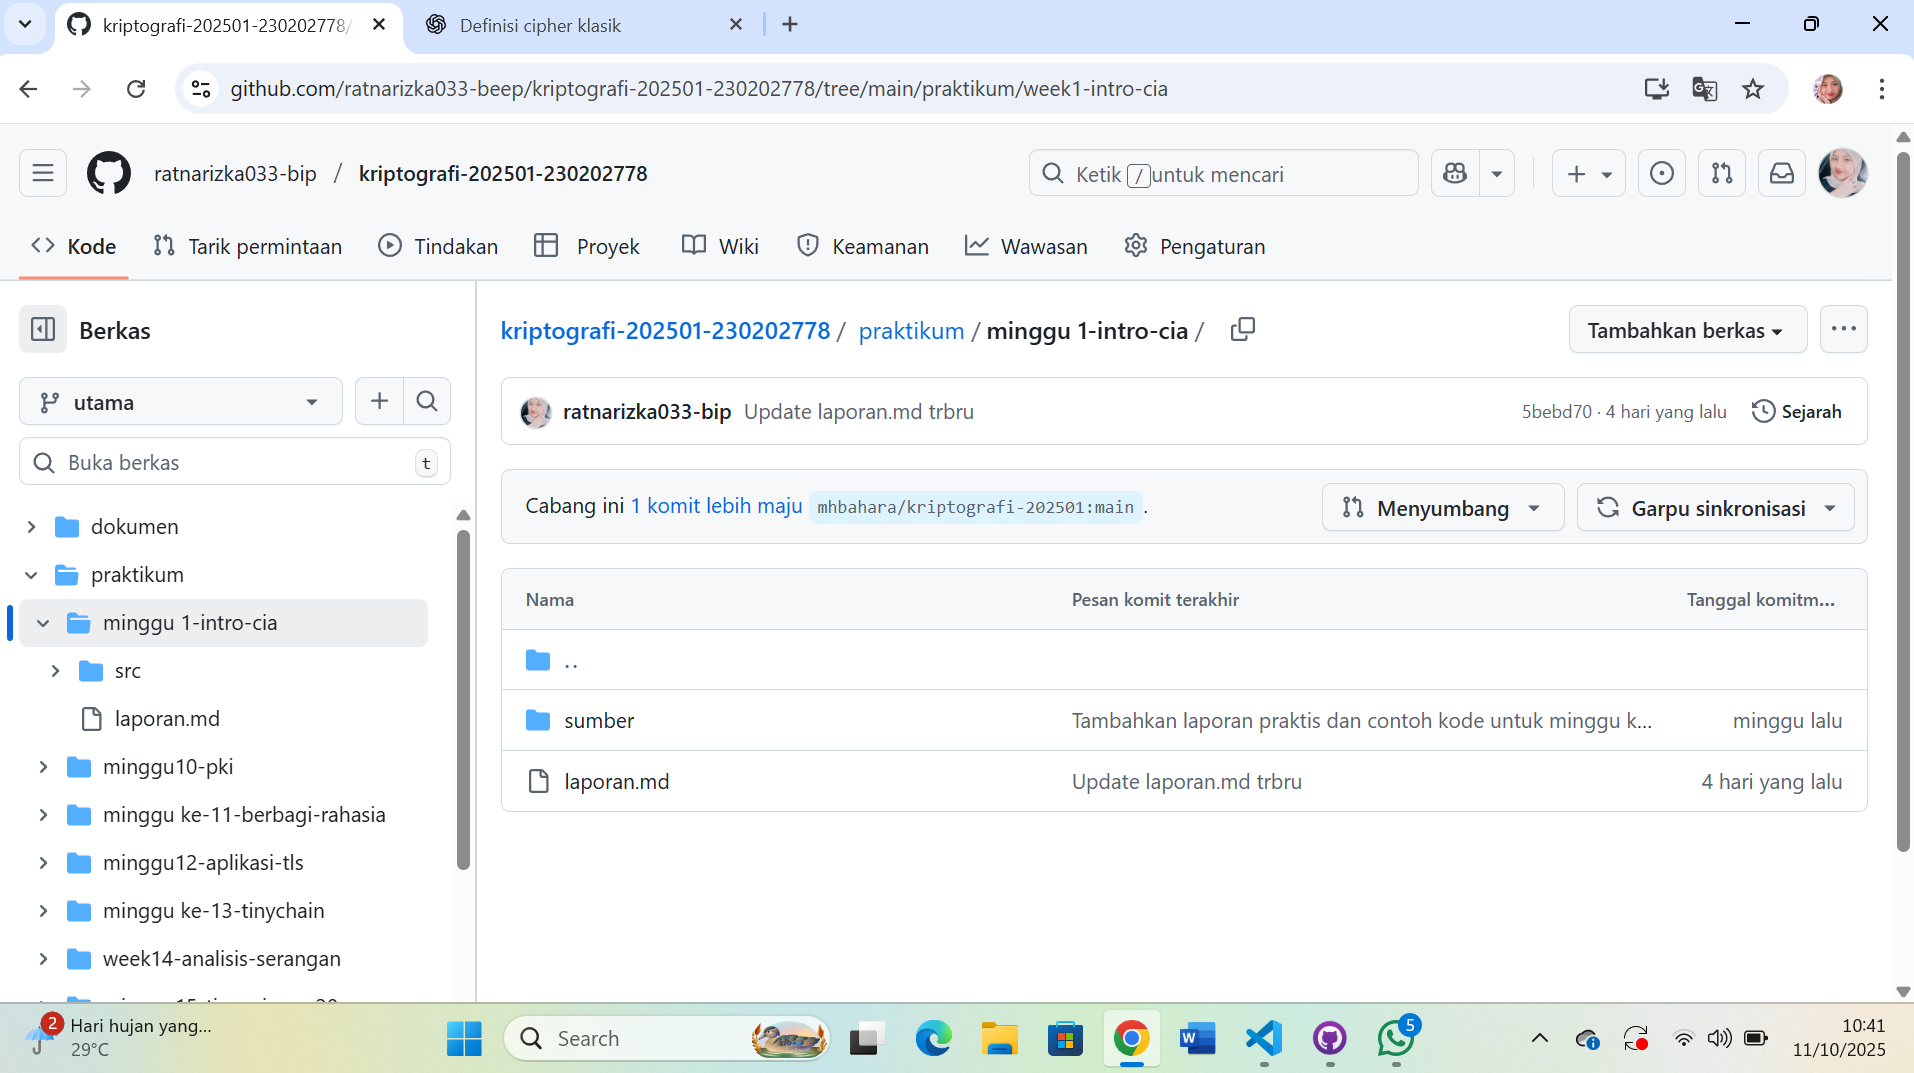 kriptografi-202501-230202778/
Definisi cipher klasik
github.com/ratnarizka033-beep/kriptografi-202501-230202778/tree/main/praktikum/week1-intro-cia
ratnarizka033-bip / kriptografi-202501-230202778
Ketik / untuk mencari
Kode
Tarik permintaan
Tindakan
Proyek
Wiki
Keamanan
Wawasan
Pengaturan
Berkas
utama
Buka berkas
t
dokumen
praktikum
minggu 1-intro-cia
src
laporan.md
minggu10-pki
minggu ke-11-berbagi-rahasia
minggu12-aplikasi-tls
minggu ke-13-tinychain
week14-analisis-serangan
kriptografi-202501-230202778 / praktikum / minggu 1-intro-cia /
Tambahkan berkas
ratnarizka033-bip Update laporan.md trbru
5bebd70 · 4 hari yang lalu
Sejarah
Cabang ini 1 komit lebih maju mhbahara/kriptografi-202501:main .
Menyumbang
Garpu sinkronisasi
Nama
Pesan komit terakhir
Tanggal komitm...
..
sumber
Tambahkan laporan praktis dan contoh kode untuk minggu k...
minggu lalu
laporan.md
Update laporan.md trbru
4 hari yang lalu
2
Hari hujan yang...
29°C
Search
5
10:41
11/10/2025